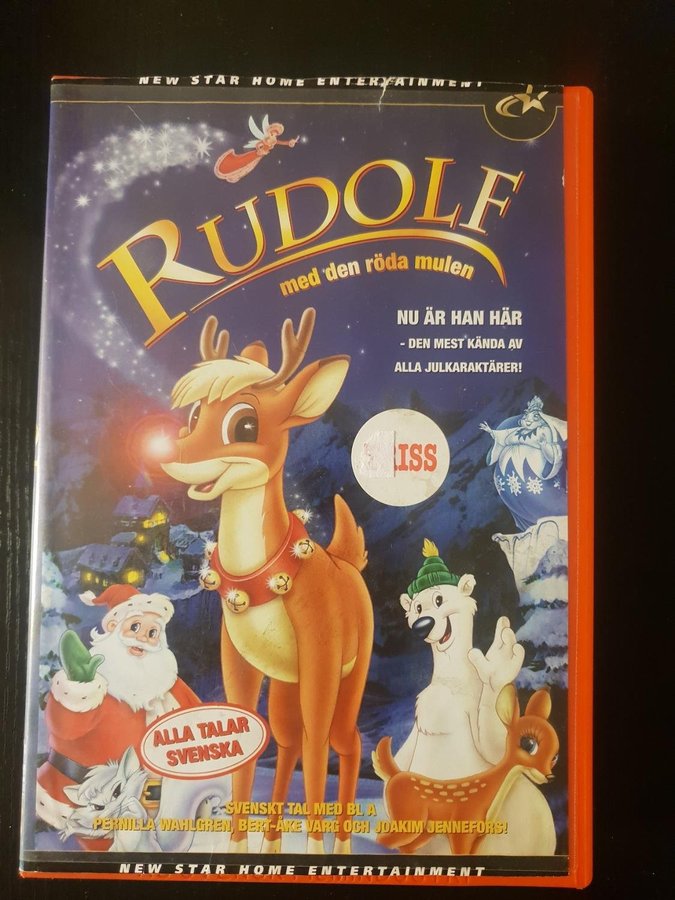 NEW STAR HOME ENTERTAINMENT
RUDOLF
med den röda mulen
NU ÄR HAN HÄR
- DEN MEST KÄNDA AV
ALLA JULKARAKTÄRER!
ALLA TALAR
SVENSKA
SVENSKT TAL MED BL A
PERNILLA WAHLGREN, BERT-ÅKE VARG OCH JOAKIM JENNEFORS!
NEW STAR HOME ENTERTAINMENT